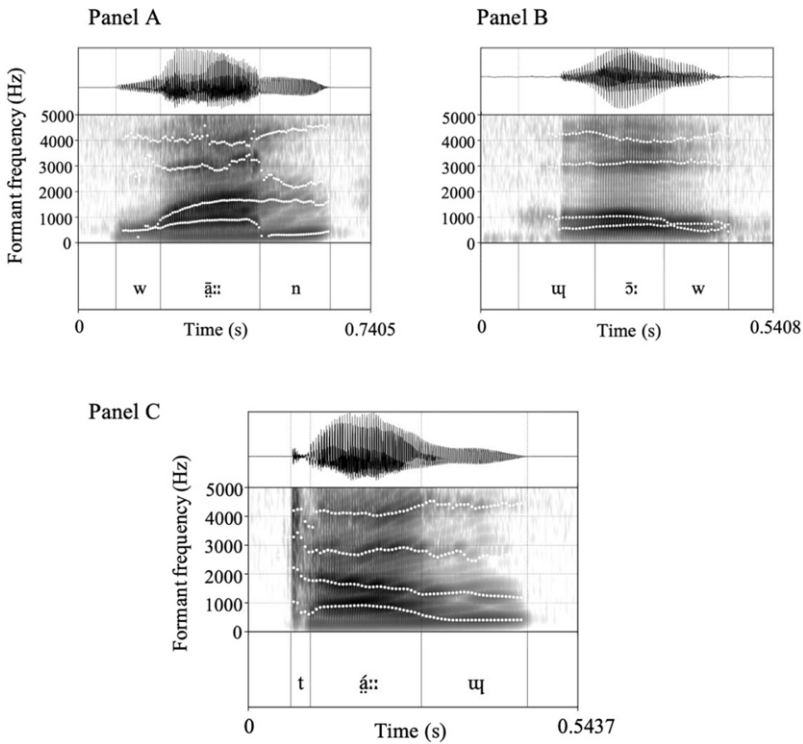 Panel A
Formant frequency (Hz)
5000
4000
3000
2000
1000
0
w ā̤ːː n
0 Time (s) 0.7405
Panel B
5000
4000
3000
2000
1000
0
ɰ ɔ̄ː w
0 Time (s) 0.5408
Panel C
Formant frequency (Hz)
5000
4000
3000
2000
1000
0
t á̤ːː ɰ
0 Time (s) 0.5437